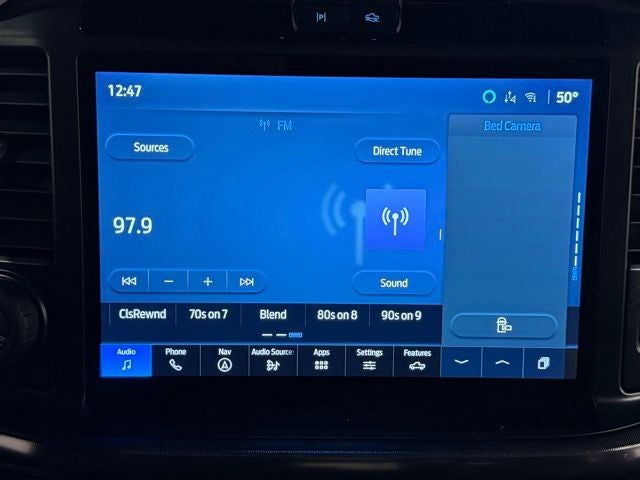 P
12:47
50°
FM
Bed Camera
Sources
Direct Tune
97.9
Sound
ClsRewnd 70s on 7 Blend 80s on 8 90s on 9
Audio Phone Nav Audio Source Apps Settings Features